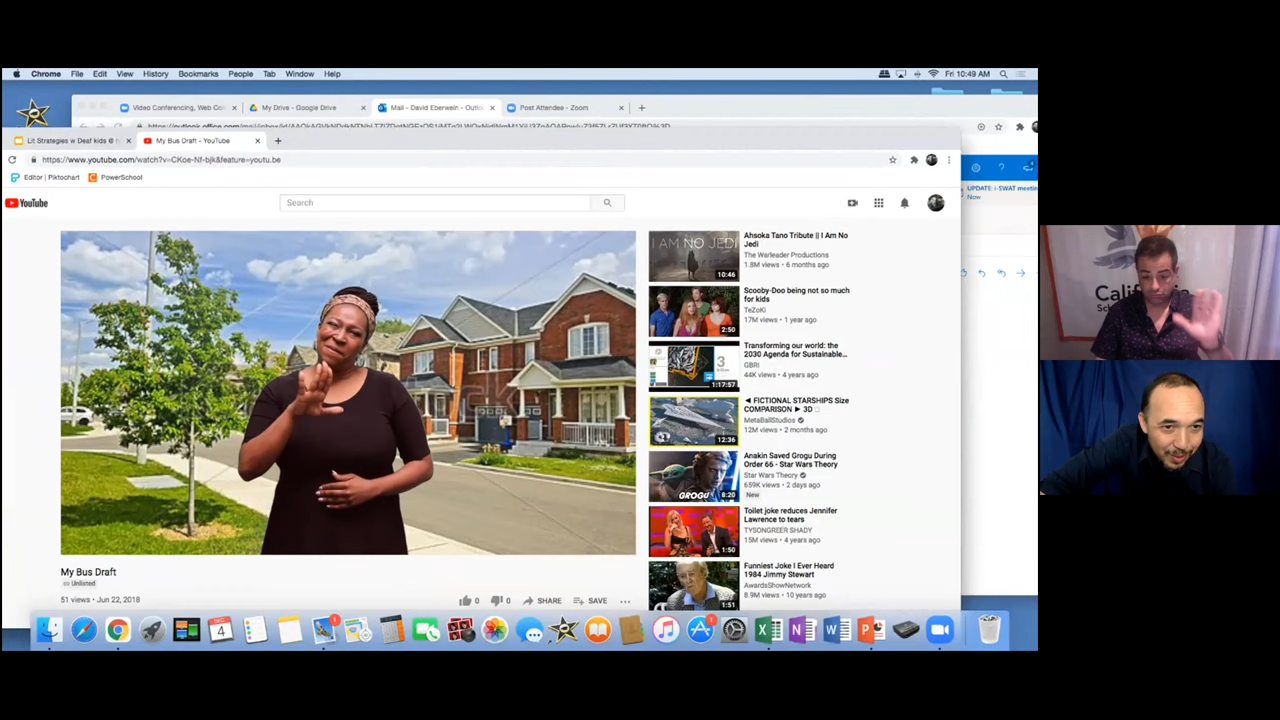 Chrome File Edit View History Bookmarks People Tab Window Help
Fri 10:49 AM
Video Conferencing, Web Co
My Drive - Google Drive
Mail - David Eberwein - Outlo
Post Attendee - Zoom
Lit Strategies w Deaf kids @
My Bus Draft - YouTube
https://www.youtube.com/watch?v=CKoe-Nf-bjk&feature=youtu.be
Editor | Piktochart
PowerSchool
UPDATE: I-SWAT meetin
Now
YouTube
Search
I AM NO JEDI
10:46
Ahsoka Tano Tribute || I Am No
Jedi
The Warleader Productions
1.8M views • 6 months ago
2:50
Scooby-Doo being not so much
for kids
TeZoKi
17M views • 1 year ago
3
1:17:57
Transforming our world: the
2030 Agenda for Sustainable...
GBRI
44K views • 4 years ago
12:36
◄ FICTIONAL STARSHIPS Size
COMPARISON ► 3D
MetaBallStudios
12M views • 2 months ago
GROGU
6:20
Anakin Saved Grogu During
Order 66 - Star Wars Theory
Star Wars Theory
659K views • 2 days ago
New
1:50
Toilet joke reduces Jennifer
Lawrence to tears
TYSONGREER SHADY
15M views • 4 years ago
1:51
Funniest Joke I Ever Heard
1984 Jimmy Stewart
AwardsShowNetwork
8.9M views • 10 years ago
My Bus Draft
Unlisted
51 views • Jun 22, 2018
0
0
SHARE
SAVE
4